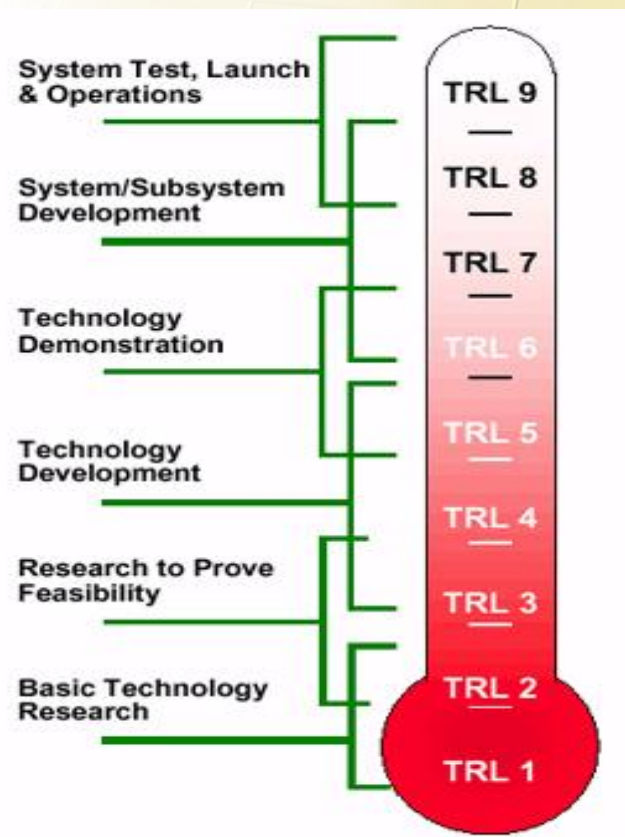 System Test, Launch
& Operations
System/Subsystem
Development
Technology
Demonstration
Technology
Development
Research to Prove
Feasibility
Basic Technology
Research
TRL 9
TRL 8
TRL 7
TRL 6
TRL 5
TRL 4
TRL 3
TRL 2
TRL 1